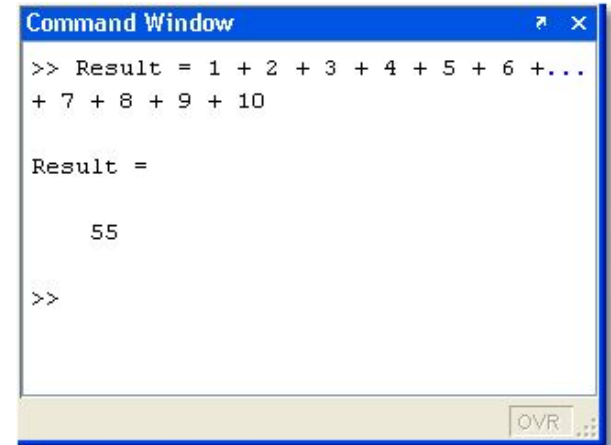 Command Window
>> Result = 1 + 2 + 3 + 4 + 5 + 6 +...
+ 7 + 8 + 9 + 10
Result =
55
>>
OVR